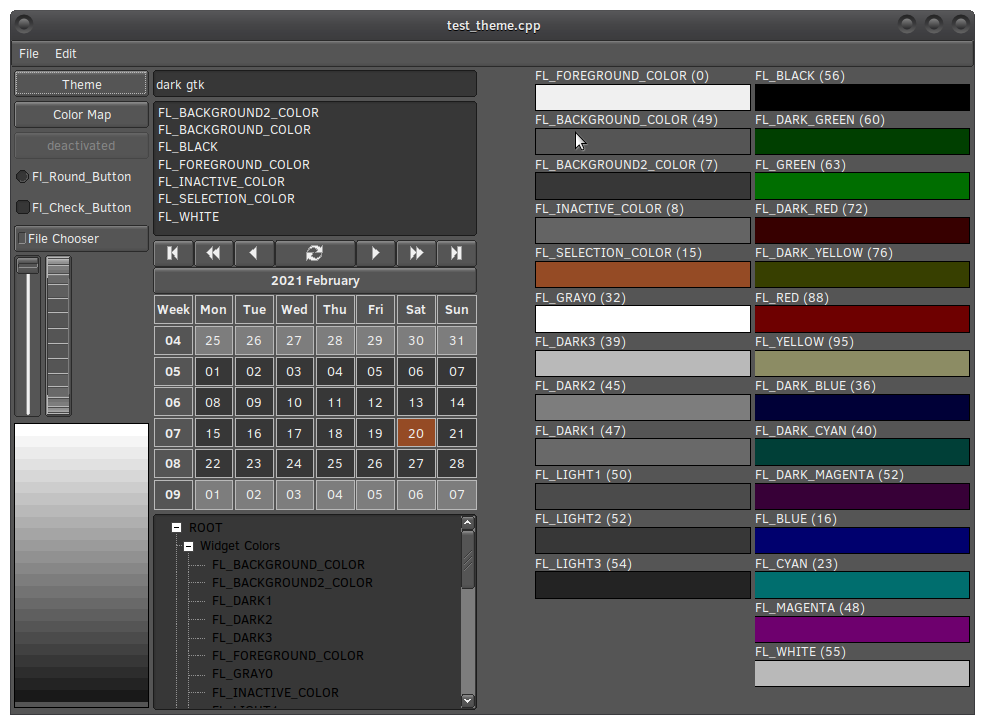 test_theme.cpp
File Edit
Theme
Color Map
deactivated
Fl_Round_Button
Fl_Check_Button
File Chooser
dark gtk
FL_BACKGROUND2_COLOR
FL_BACKGROUND_COLOR
FL_BLACK
FL_FOREGROUND_COLOR
FL_INACTIVE_COLOR
FL_SELECTION_COLOR
FL_WHITE
2021 February
Week Mon Tue Wed Thu Fri Sat Sun
04 25 26 27 28 29 30 31
05 01 02 03 04 05 06 07
06 08 09 10 11 12 13 14
07 15 16 17 18 19 20 21
08 22 23 24 25 26 27 28
09 01 02 03 04 05 06 07
ROOT
Widget Colors
FL_BACKGROUND_COLOR
FL_BACKGROUND2_COLOR
FL_DARK1
FL_DARK2
FL_DARK3
FL_FOREGROUND_COLOR
FL_GRAY0
FL_INACTIVE_COLOR
FL_FOREGROUND_COLOR (0)
FL_BACKGROUND_COLOR (49)
FL_BACKGROUND2_COLOR (7)
FL_INACTIVE_COLOR (8)
FL_SELECTION_COLOR (15)
FL_GRAY0 (32)
FL_DARK3 (39)
FL_DARK2 (45)
FL_DARK1 (47)
FL_LIGHT1 (50)
FL_LIGHT2 (52)
FL_LIGHT3 (54)
FL_BLACK (56)
FL_DARK_GREEN (60)
FL_GREEN (63)
FL_DARK_RED (72)
FL_DARK_YELLOW (76)
FL_RED (88)
FL_YELLOW (95)
FL_DARK_BLUE (36)
FL_DARK_CYAN (40)
FL_DARK_MAGENTA (52)
FL_BLUE (16)
FL_CYAN (23)
FL_MAGENTA (48)
FL_WHITE (55)